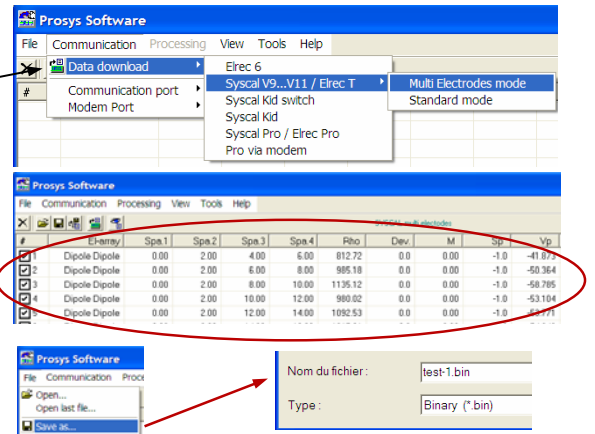 Prosys Software
File Communication Processing View Tools Help
Data download
Communication port
Modem Port
Elrec 6
Syscal V9...V11 / Elrec T
Syscal Kid switch
Syscal Kid
Syscal Pro / Elrec Pro
Pro via modem
Multi Electrodes mode
Standard mode
#
Prosys Software
File Communication Processing View Tools Help
SYSCAL multi electrodes
# El-array Spa.1 Spa.2 Spa.3 Spa.4 Rho Dev. M Sp Vp
1 Dipole Dipole 0.00 2.00 4.00 6.00 812.72 0.0 0.00 -1.0 -41.873
2 Dipole Dipole 0.00 2.00 6.00 8.00 985.18 0.0 0.00 -1.0 -50.364
3 Dipole Dipole 0.00 2.00 8.00 10.00 1135.12 0.0 0.00 -1.0 -58.785
4 Dipole Dipole 0.00 2.00 10.00 12.00 980.02 0.0 0.00 -1.0 -53.104
5 Dipole Dipole 0.00 2.00 12.00 14.00 1092.53 0.0 0.00 -1.0
Prosys Software
File Communication Proce
Open...
Open last file...
Save as...
Nom du fichier : test-1.bin
Type : Binary (*.bin)